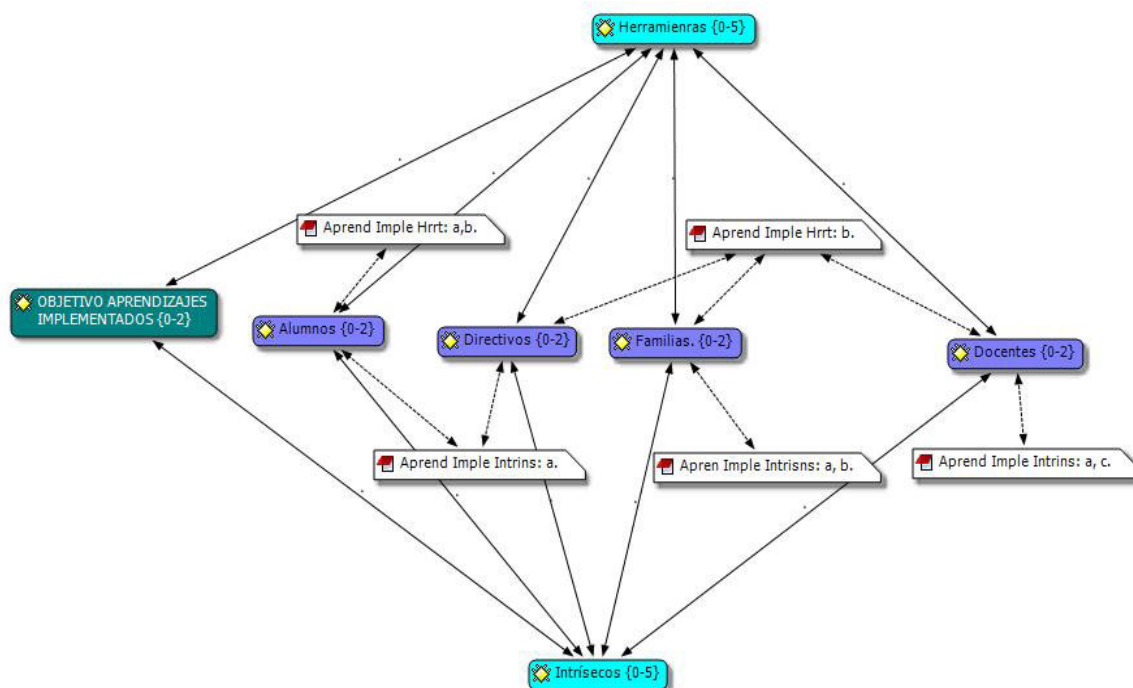 Herramienras {0-5}
Aprend Imple Hrrt: a,b.
Aprend Imple Hrrt: b.
OBJETIVO APRENDIZAJES
IMPLEMENTADOS {0-2}
Alumnos {0-2}
Directivos {0-2}
Familias. {0-2}
Docentes {0-2}
Aprend Imple Intrins: a.
Apren Imple Intrisns: a, b.
Aprend Imple Intrins: a, c.
Intrísecos {0-5}